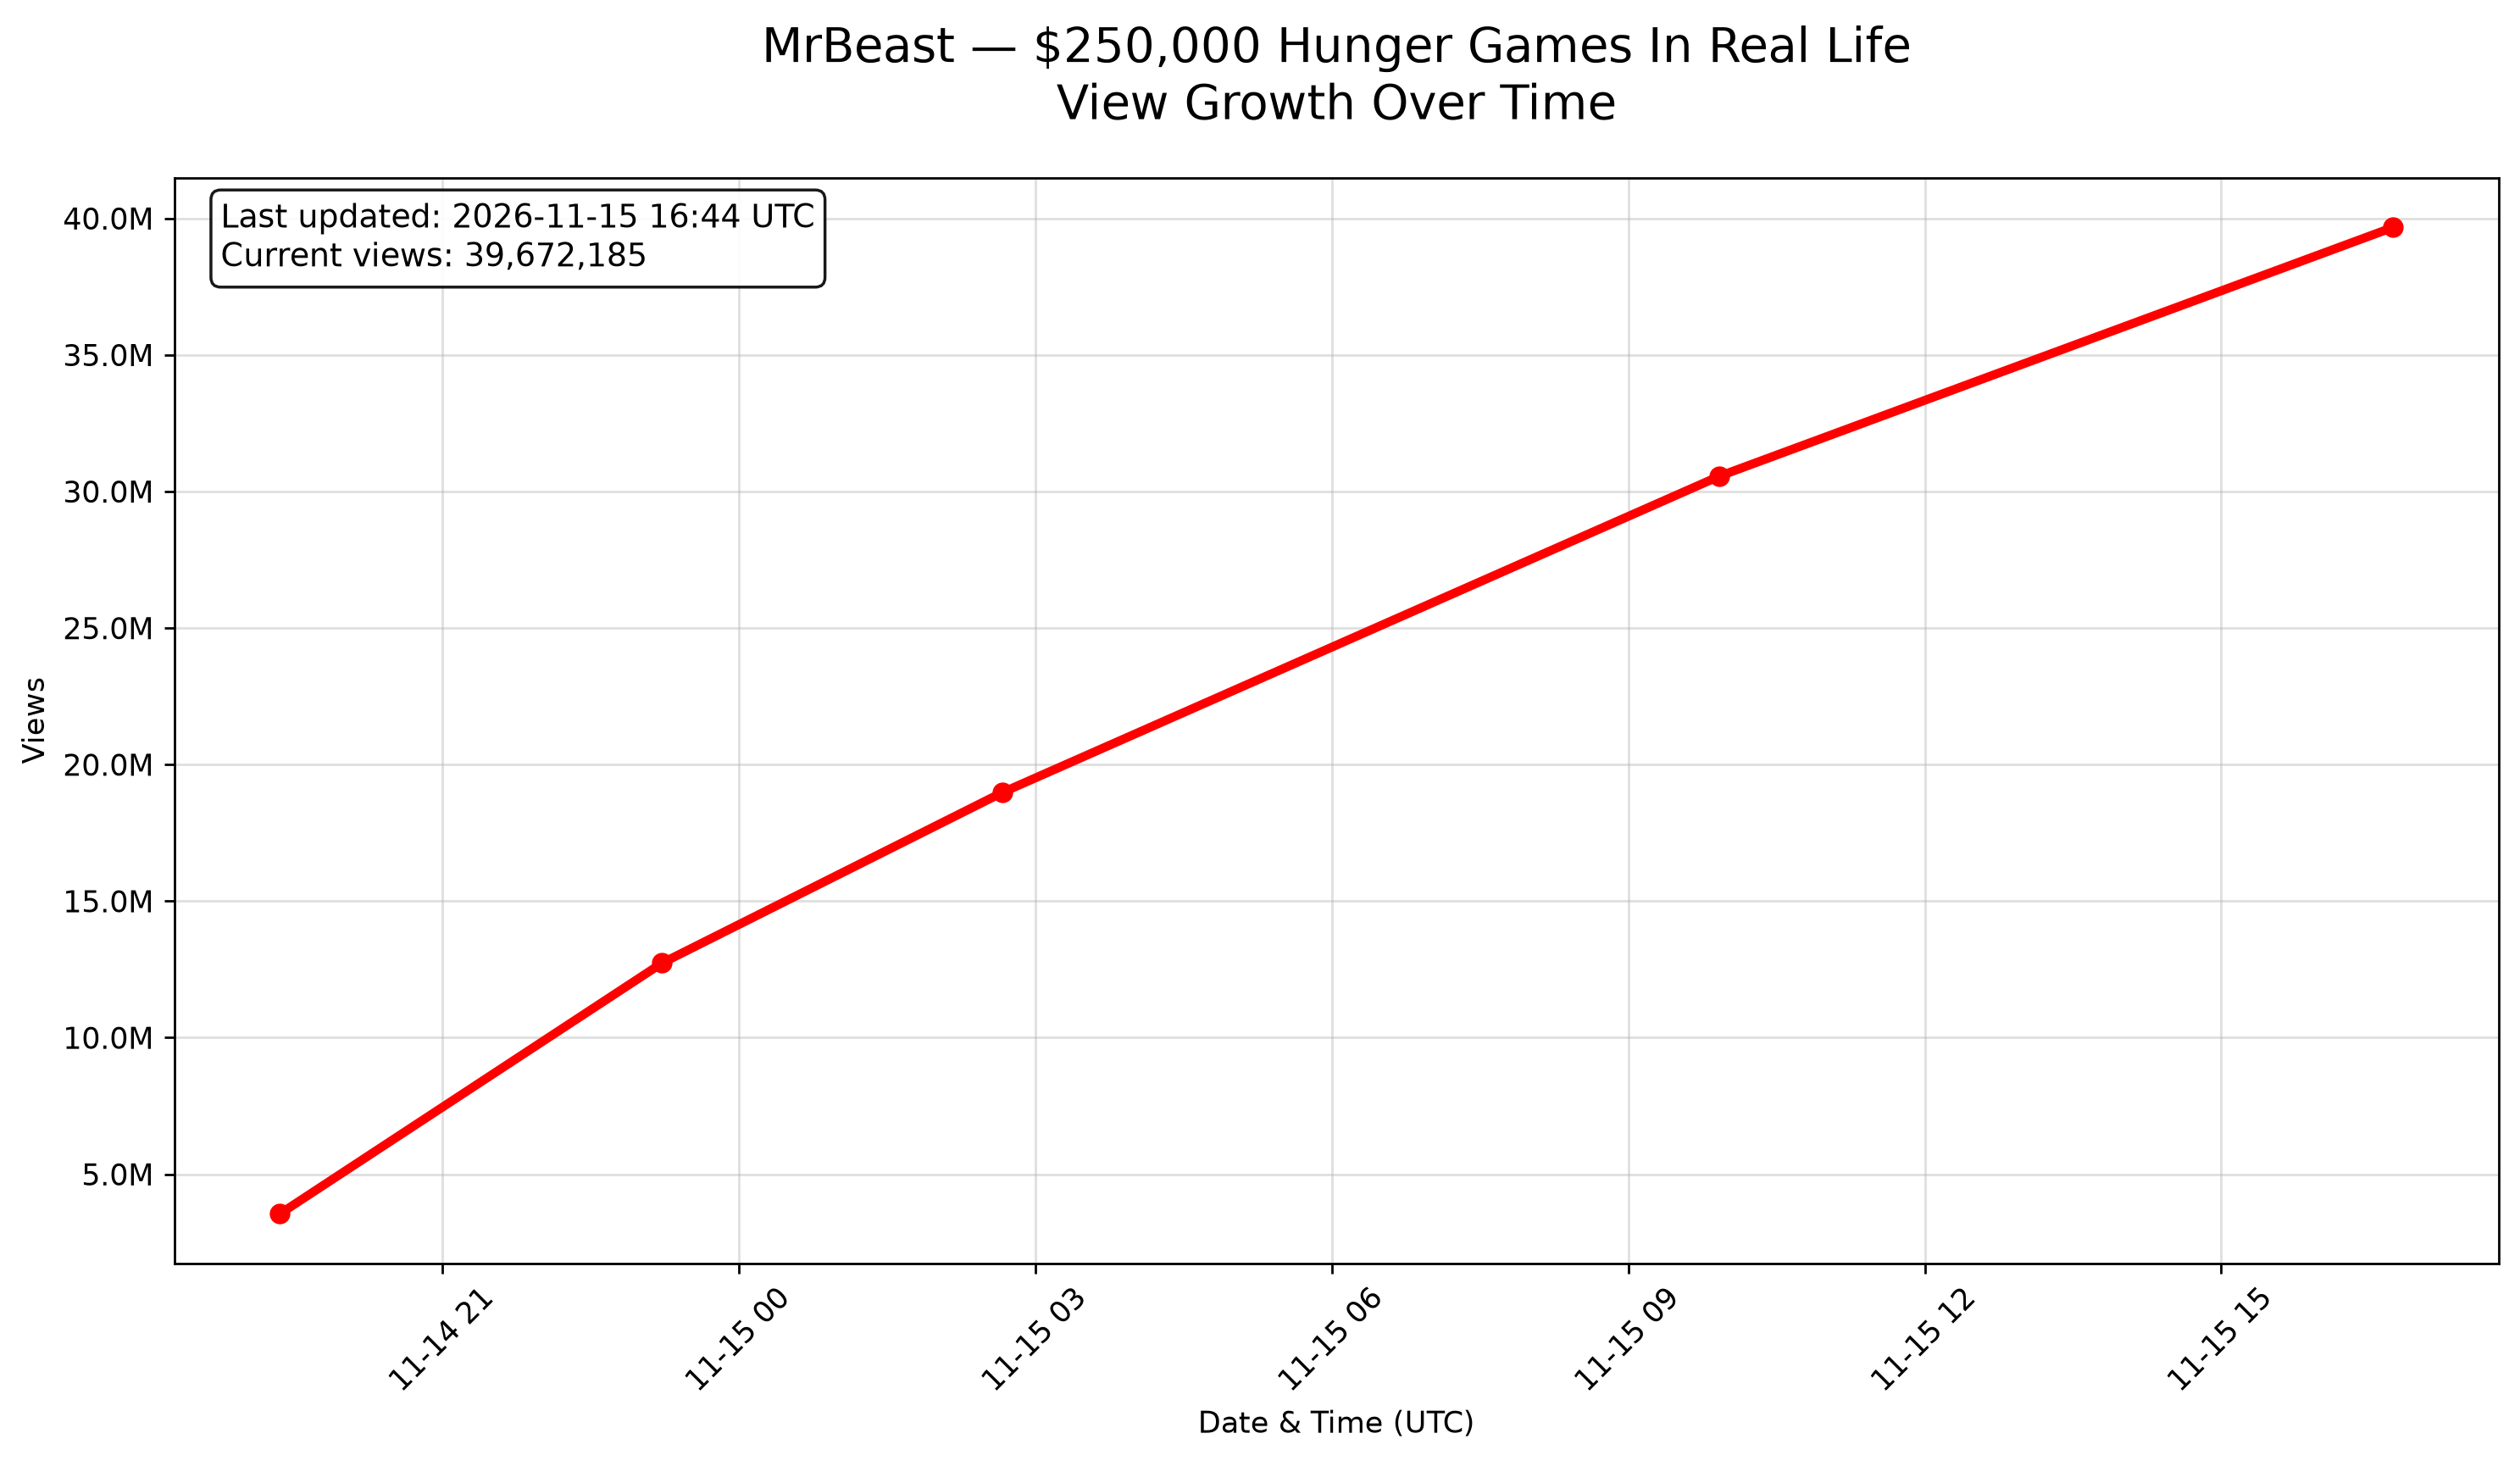 MrBeast — $250,000 Hunger Games In Real Life
View Growth Over Time
Last updated: 2026-11-15 16:44 UTC
Current views: 39,672,185
40.0M
35.0M
30.0M
25.0M
20.0M
15.0M
10.0M
5.0M
Views
11-14 21
11-15 00
11-15 03
11-15 06
11-15 09
11-15 12
11-15 15
Date & Time (UTC)